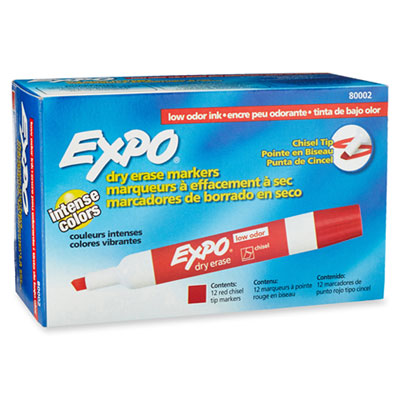 80002
low odor ink • encre peu odorante • tinta de bajo olor
EXPO®
dry erase markers
marqueurs à effacement à sec
marcadores de borrado en seco
Chisel Tip
Pointe en Biseau
Punta de Cincel
intense
colors
couleurs intenses
colores vibrantes
EXPO
dry erase
low odor
chisel
Contents:
12 red chisel
tip markers
Contenu:
12 marqueurs à pointe
rouge en biseau
Contenido:
12 marcadores de
punta rojo tipo cincel
EXPO
80002